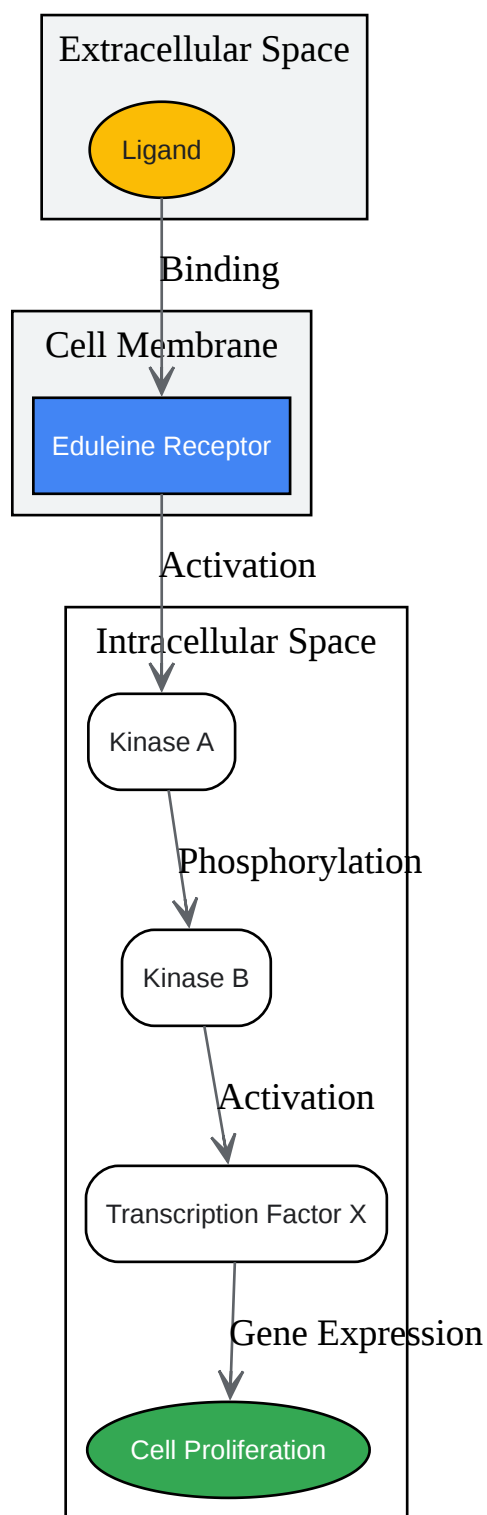 Extracellular Space
Ligand
Binding
Cell Membrane
Eduleine Receptor
Activation
Intracellular Space
Kinase A
Phosphorylation
Kinase B
Activation
Transcription Factor X
Gene Expression
Cell Proliferation